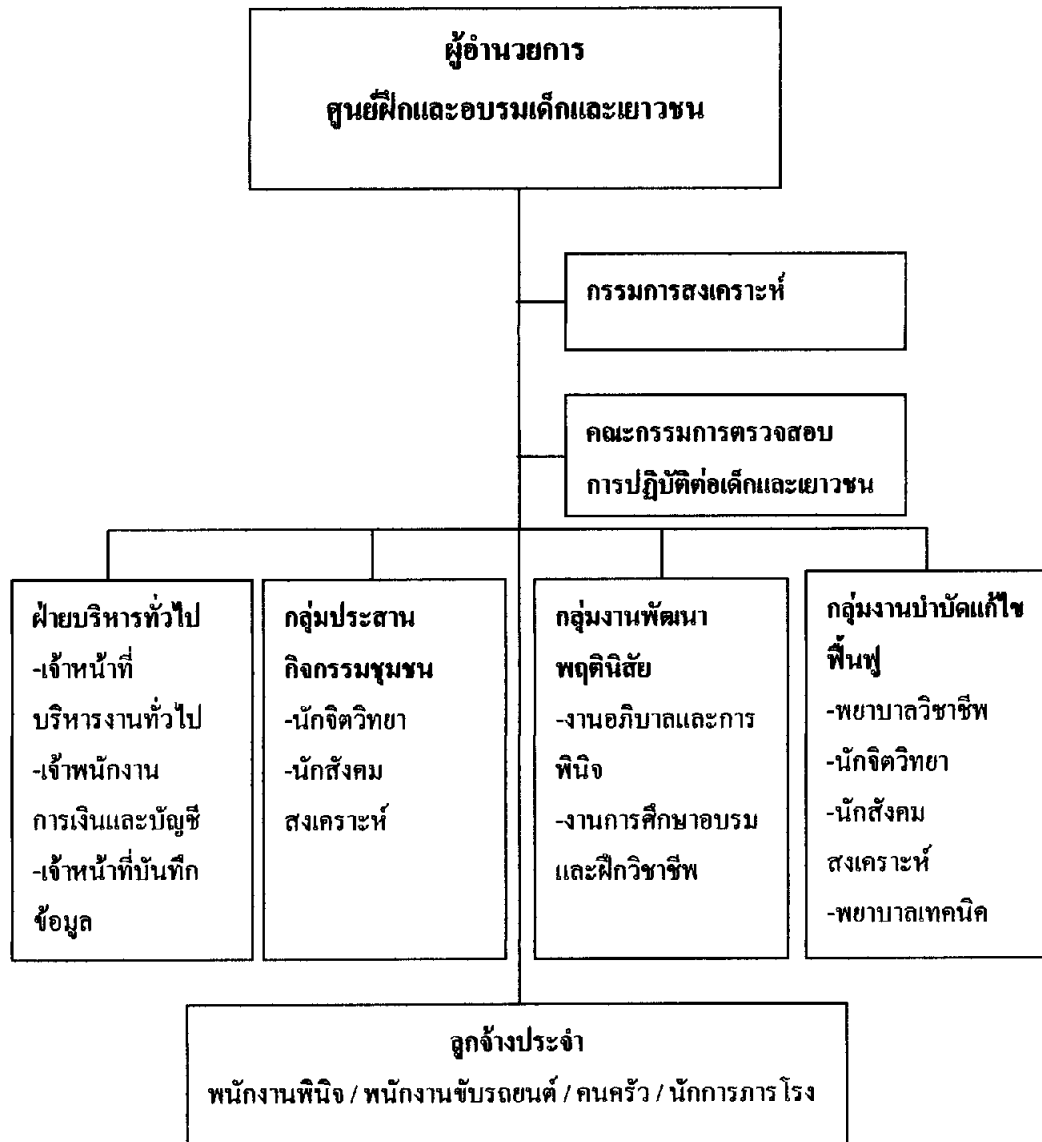 ผู้อำนวยการ
ศูนย์ฝึกและอบรมเด็กและเยาวชน
กรรมการสงเคราะห์
คณะกรรมการตรวจสอบ
การปฏิบัติต่อเด็กและเยาวชน
ฝ่ายบริหารทั่วไป
-เจ้าหน้าที่
บริหารงานทั่วไป
-เจ้าพนักงาน
การเงินและบัญชี
-เจ้าหน้าที่บันทึก
ข้อมูล
กลุ่มประสาน
กิจกรรมชุมชน
-นักจิตวิทยา
-นักสังคม
สงเคราะห์
กลุ่มงานพัฒนา
พฤตินิสัย
-งานอภิบาลและการ
พินิจ
-งานการศึกษาอบรม
และฝึกวิชาชีพ
กลุ่มงานบำบัดแก้ไข
ฟื้นฟู
-พยาบาลวิชาชีพ
-นักจิตวิทยา
-นักสังคม
สงเคราะห์
-พยาบาลเทคนิค
ลูกจ้างประจำ
พนักงานพินิจ / พนักงานขับรถยนต์ / คนครัว / นักการภารโรง